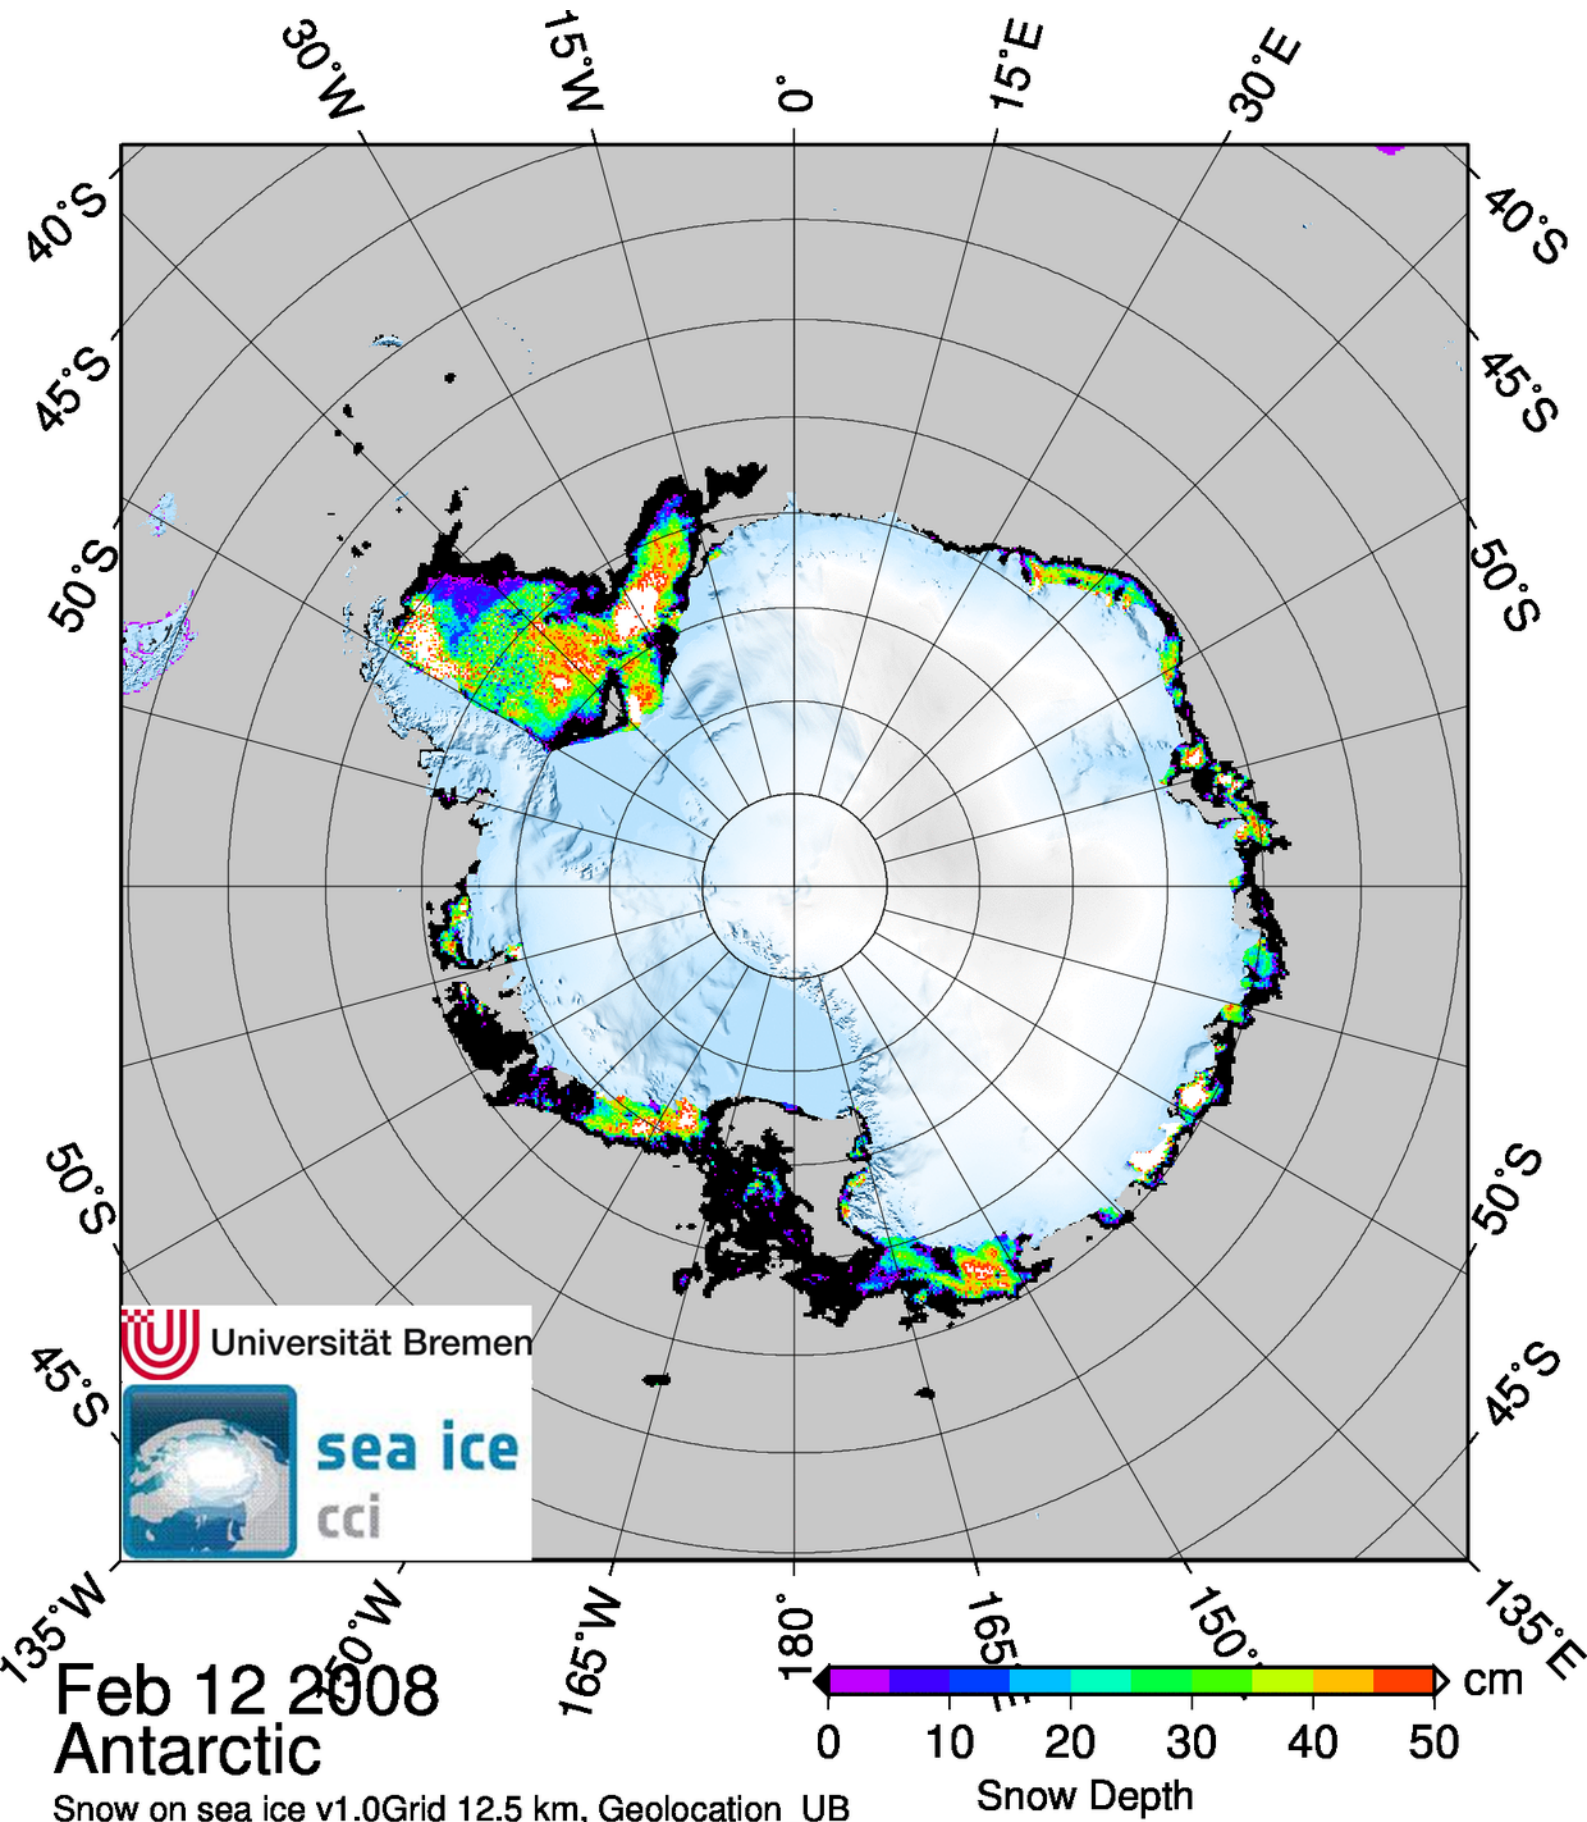 30°W 15°W 0° 15°E 30°E
40°S 40°S
45°S 45°S
50°S 50°S
50°S 50°S
45°S 45°S
Universität Bremen
sea ice
cci
135°W 165°W 180° 135°E
Feb 12 2008
Antarctic
cm
0 10 20 30 40 50
Snow Depth
Snow on sea ice v1.0Grid 12.5 km, Geolocation UB